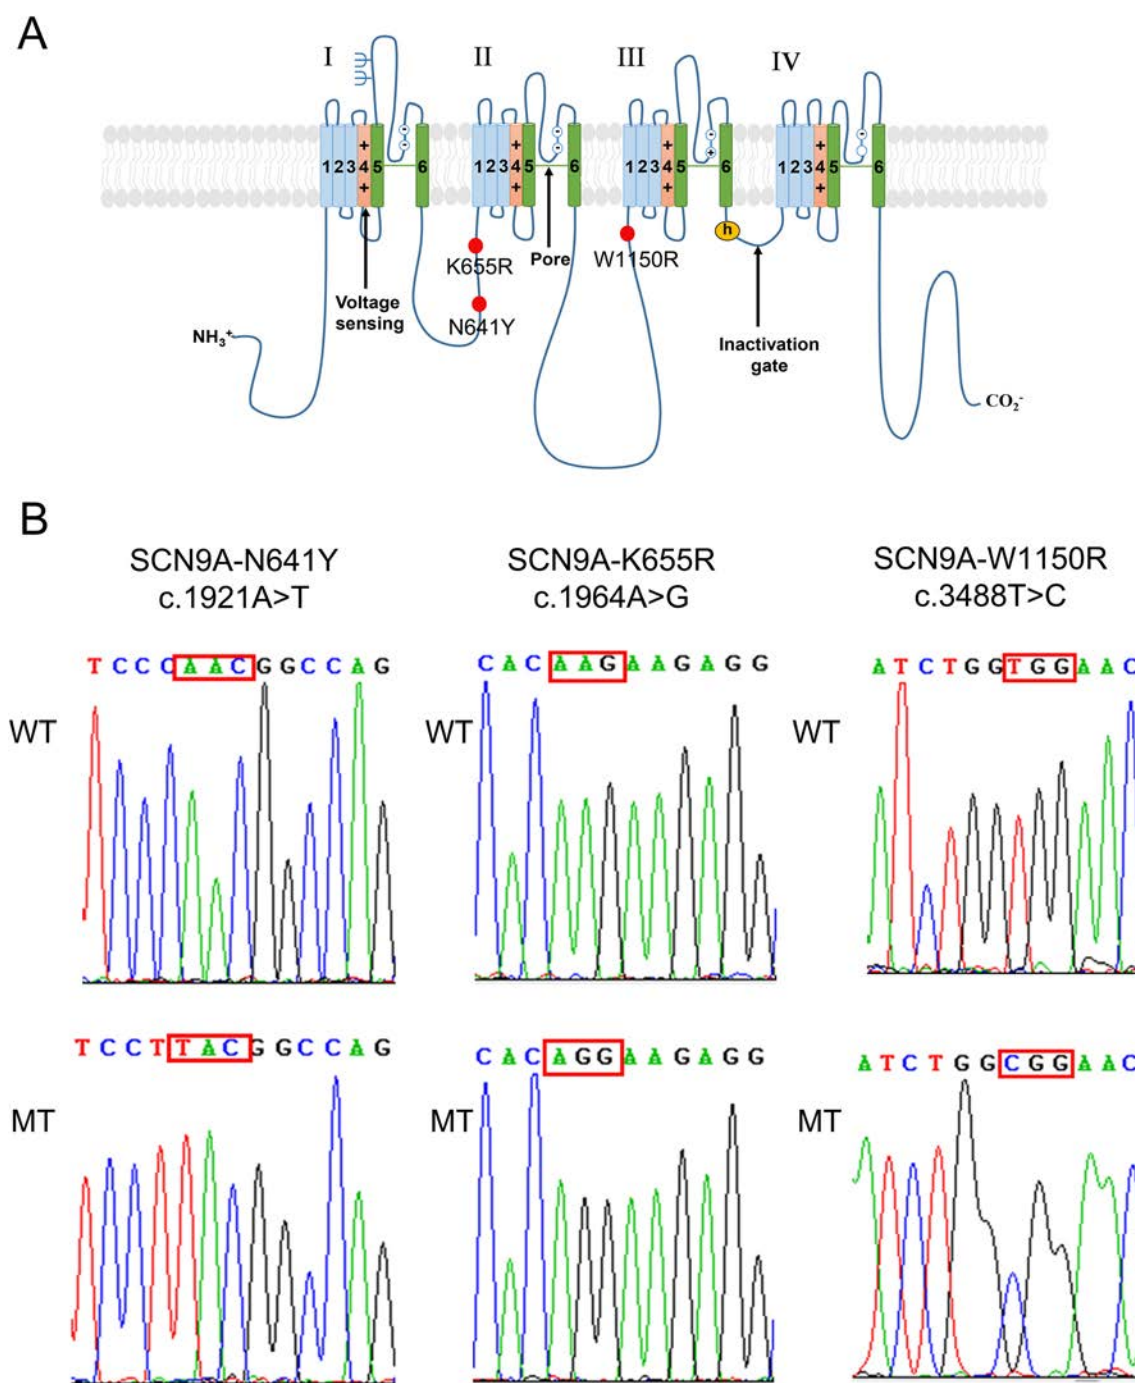 A
I II III IV
1 2 3 4 5 6 1 2 3 4 5 6 1 2 3 4 5 6 1 2 3 4 5 6
+ + + +
+ + + +
- - - -
- - +
h
K655R Pore W1150R
Voltage
sensing
N641Y
NH3+
Inactivation
gate
CO2-
B
SCN9A-N641Y
c.1921A>T
SCN9A-K655R
c.1964A>G
SCN9A-W1150R
c.3488T>C
T C C C A A C G G C C A G
C A C A A G A A G A G G
A T C T G G T G G A A C
WT WT WT
T C C T T A C G G C C A G
C A C A G G A A G A G G
A T C T G G C G G A A C
MT MT MT